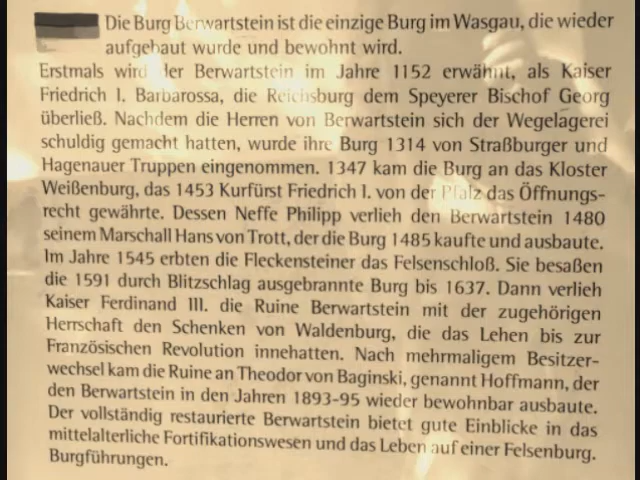 Die Burg Berwartstein ist die einzige Burg im Wasgau, die wieder
aufgebaut wurde und bewohnt wird.
Erstmals wird der Berwartstein im Jahre 1152 erwähnt, als Kaiser
Friedrich I. Barbarossa, die Reichsburg dem Speyerer Bischof Georg
überließ. Nachdem die Herren von Berwartstein sich der Wegelagerei
schuldig gemacht hatten, wurde ihre Burg 1314 von Straßburger und
Hagenauer Truppen eingenommen. 1347 kam die Burg an das Kloster
Weißenburg, das 1453 Kurfürst Friedrich I. von der Pfalz das Öffnungs-
recht gewährte. Dessen Neffe Philipp verlieh den Berwartstein 1480
seinem Marschall Hans von Trott, der die Burg 1485 kaufte und ausbaute.
Im Jahre 1545 erbten die Fleckensteiner das Felsenschloß. Sie besaßen
die 1591 durch Blitzschlag ausgebrannte Burg bis 1637. Dann verlieh
Kaiser Ferdinand III. die Ruine Berwartstein mit der zugehörigen
Herrschaft den Schenken von Waldenburg, die das Lehen bis zur
Französischen Revolution innehatten. Nach mehrmaligem Besitzer-
wechsel kam die Ruine an Theodor von Baginski, genannt Hoffmann, der
den Berwartstein in den Jahren 1893-95 wieder bewohnbar ausbaute.
Der vollständig restaurierte Berwartstein bietet gute Einblicke in das
mittelalterliche Fortifikationswesen und das Leben auf einer Felsenburg.
Burgführungen.